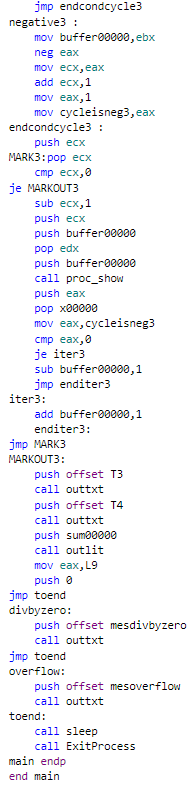 jmp endcondcycle3
negative3 :
mov buffer00000,ebx
neg eax
mov ecx,eax
add ecx,1
mov eax,1
mov cycleisneg3,eax
endcondcycle3 :
push ecx
MARK3:pop ecx
cmp ecx,0
je MARKOUT3
sub ecx,1
push ecx
push buffer00000
pop edx
push buffer00000
call proc_show
push eax
pop x00000
mov eax,cycleisneg3
cmp eax,0
je iter3
sub buffer00000,1
jmp enditer3
iter3:
add buffer00000,1
enditer3:
jmp MARK3
MARKOUT3:
push offset T3
call outtxt
push offset T4
call outtxt
push sum00000
call outlit
mov eax,L9
push 0
jmp toend
divbyzero:
push offset mesdivbyzero
call outtxt
jmp toend
overflow:
push offset mesoverflow
call outtxt
toend:
call sleep
call ExitProcess
main endp
end main